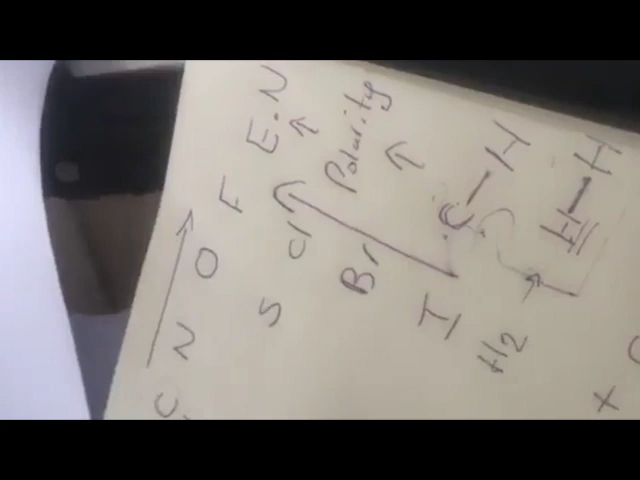 C N O F E.N ↑
S Cl Polarity ↑
Br
I C-H
H2 → H-H
+